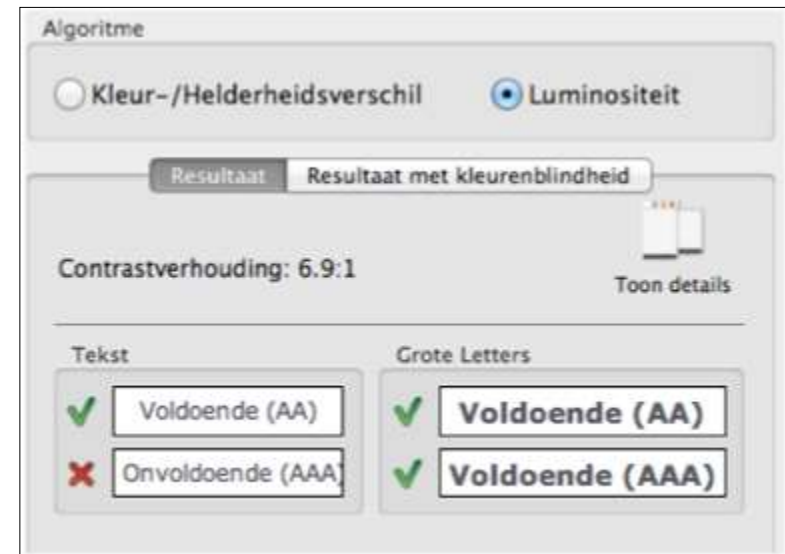 Algoritme
Kleur-/Helderheidsverschil Luminositeit
Resultaat Resultaat met kleurenblindheid
Contrastverhouding: 6.9:1
Toon details
Tekst Grote Letters
Voldoende (AA) Voldoende (AA)
Onvoldoende (AAA) Voldoende (AAA)